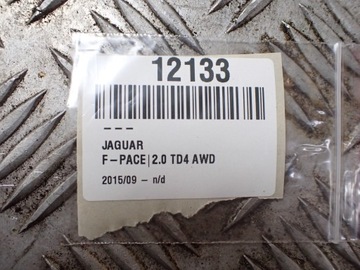 12133
---
JAGUAR
F-PACE|2.0 TD4 AWD
2015/09 - n/d